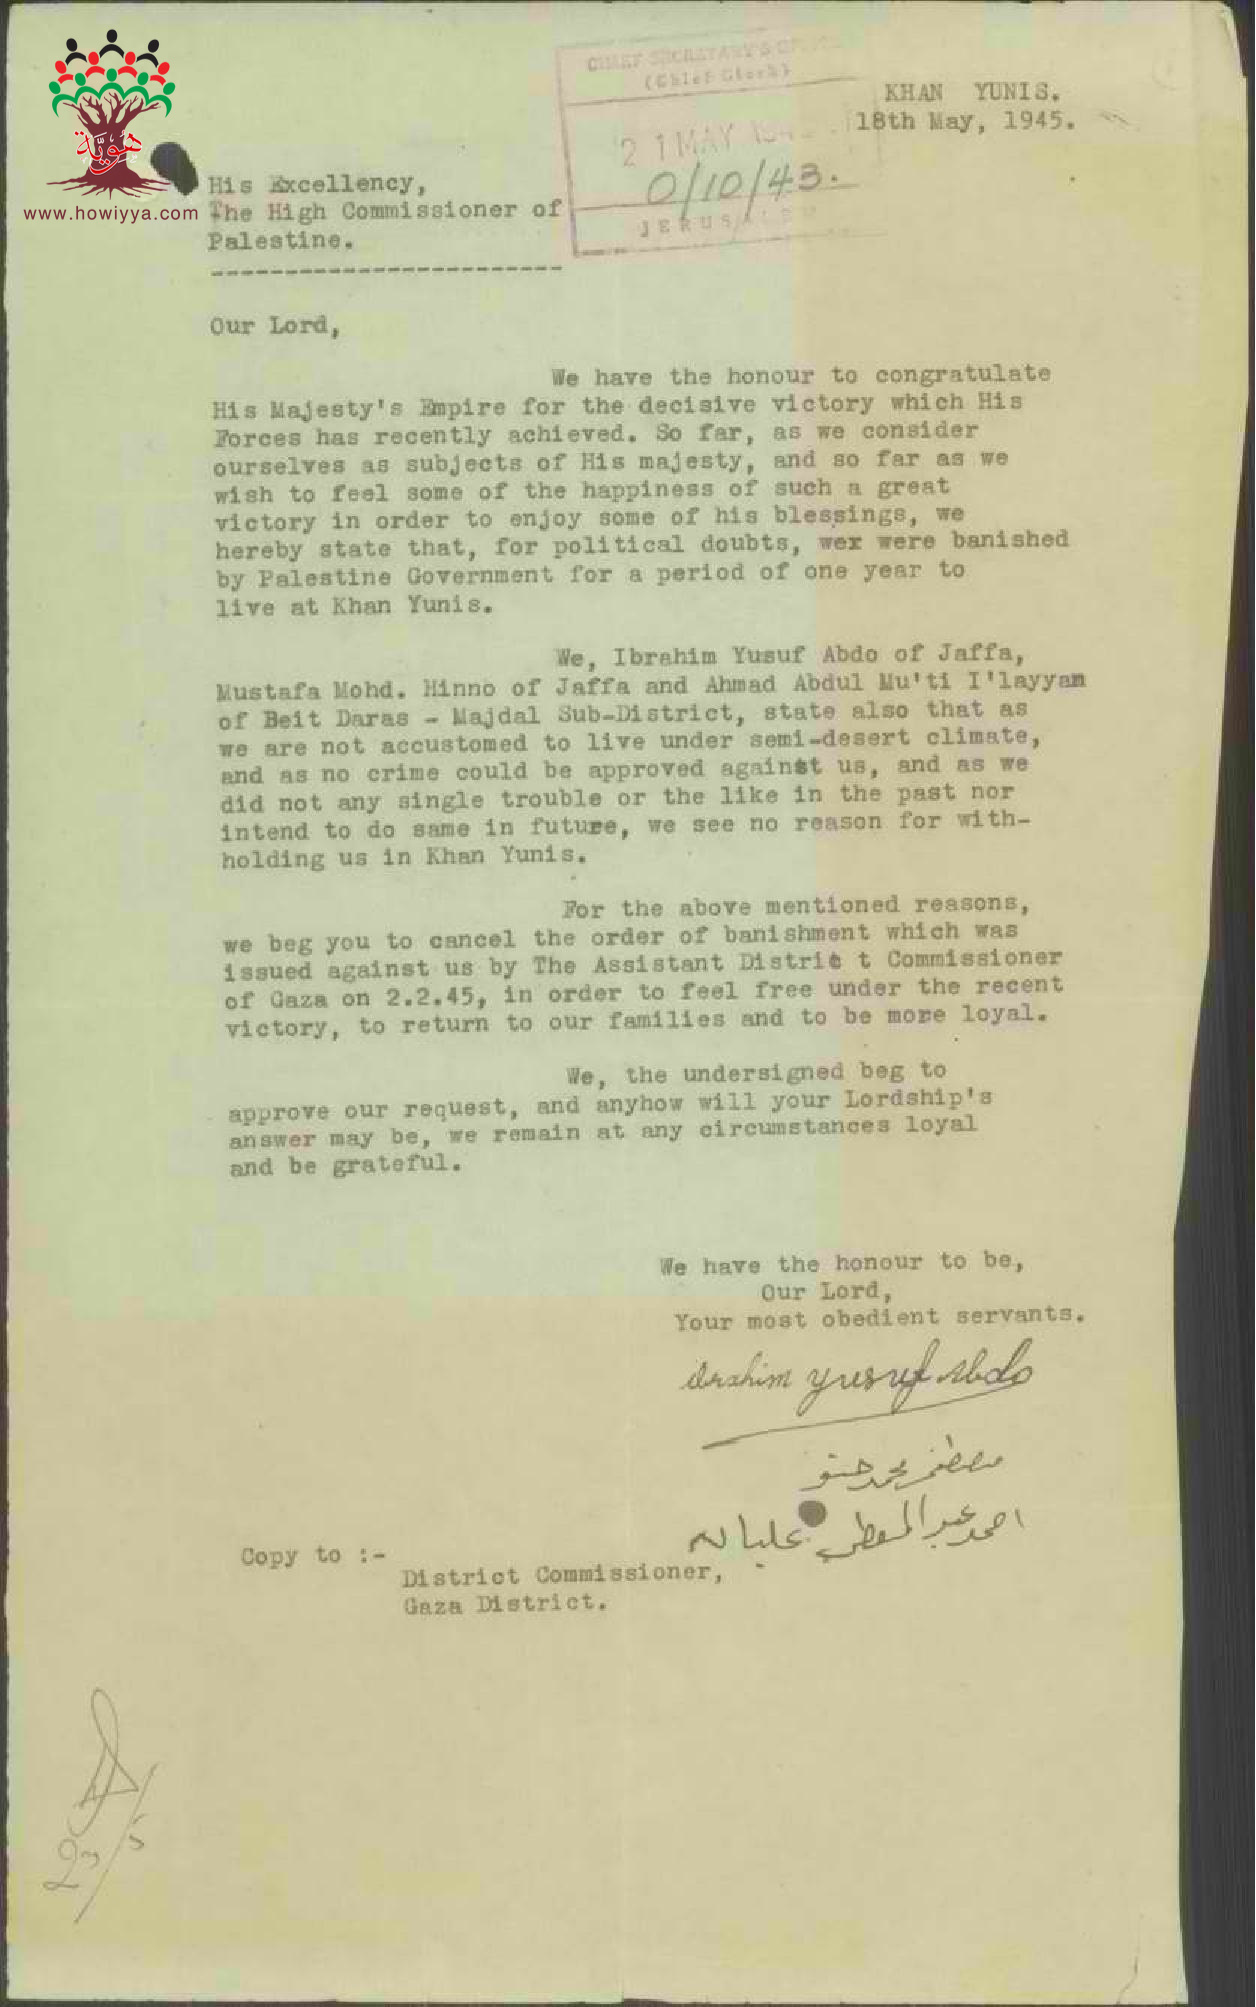 هوية
www.howiyya.com
CHIEF SECRETARY'S OFFICE
(Chief Clerk)
21 MAY
0/10/43.
JERUSALEM
KHAN YUNIS.
18th May, 1945.
His Excellency,
The High Commissioner of
Palestine.
------------------------
Our Lord,
We have the honour to congratulate
His Majesty's Empire for the decisive victory which His
Forces has recently achieved. So far, as we consider
ourselves as subjects of His majesty, and so far as we
wish to feel some of the happiness of such a great
victory in order to enjoy some of his blessings, we
hereby state that, for political doubts, wex were banished
by Palestine Government for a period of one year to
live at Khan Yunis.
We, Ibrahim Yusuf Abdo of Jaffa,
Mustafa Mohd. Hinno of Jaffa and Ahmad Abdul Mu'ti I'layyan
of Beit Daras - Majdal Sub-District, state also that as
we are not accustomed to live under semi-desert climate,
and as no crime could be approved against us, and as we
did not any single trouble or the like in the past nor
intend to do same in future, we see no reason for with-
holding us in Khan Yunis.
For the above mentioned reasons,
we beg you to cancel the order of banishment which was
issued against us by The Assistant Distric t Commissioner
of Gaza on 2.2.45, in order to feel free under the recent
victory, to return to our families and to be more loyal.
We, the undersigned beg to
approve our request, and anyhow will your Lordship's
answer may be, we remain at any circumstances loyal
and be grateful.
We have the honour to be,
Our Lord,
Your most obedient servants.
ibrahim yusuf Abdo
مصطفى محمد حنو
احمد عبد المعطي عليان
Copy to :-
District Commissioner,
Gaza District.
23/5